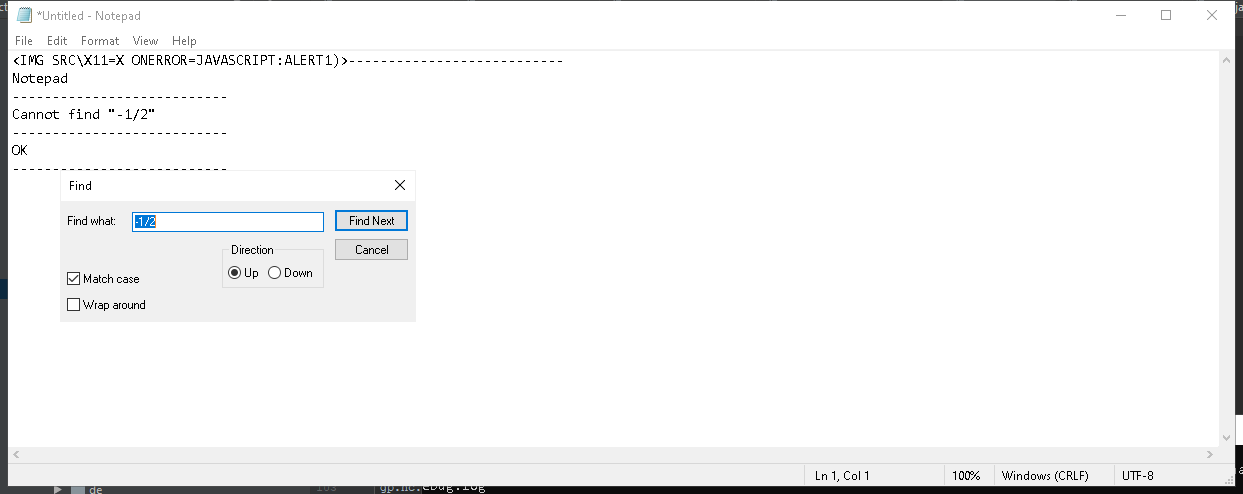 *Untitled - Notepad
File Edit Format View Help
<IMG SRC\X11=X ONERROR=JAVASCRIPT:ALERT1)>---------------------------
Notepad
---------------------------
Cannot find "-1/2"
---------------------------
OK
---------------------------
Find
Find what: -1/2 Find Next
Cancel
Direction
Up Down
Match case
Wrap around
Ln 1, Col 1 100% Windows (CRLF) UTF-8
de